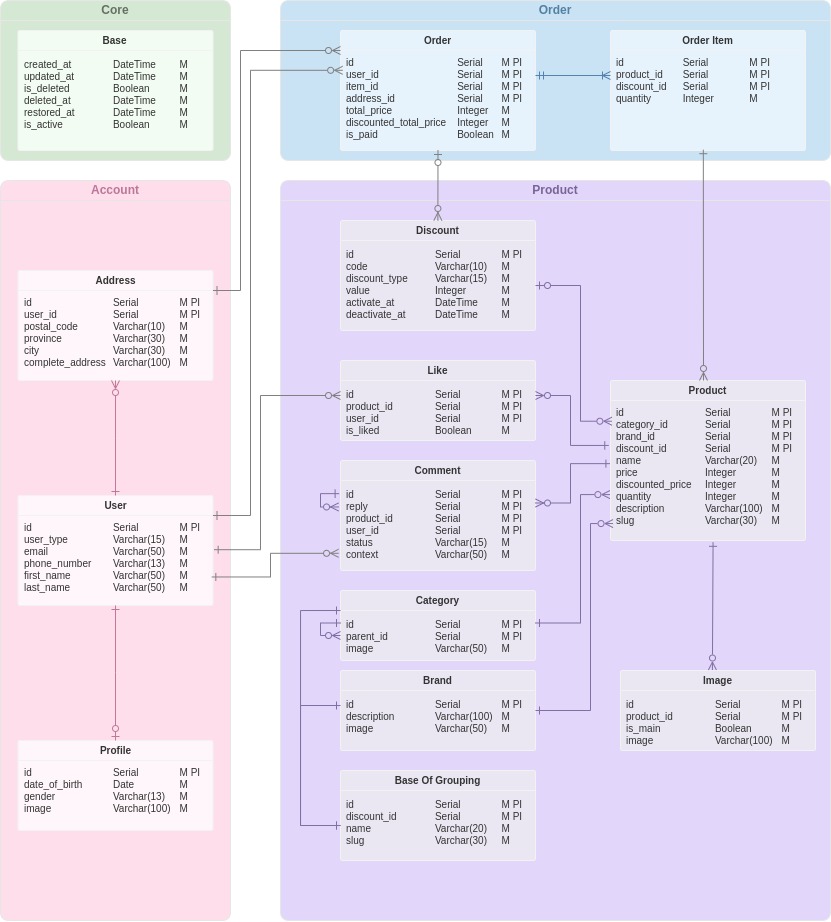 Core
Base
created_at DateTime M
updated_at DateTime M
is_deleted Boolean M
deleted_at DateTime M
restored_at DateTime M
is_active Boolean M
Order
Order
id Serial M PI
user_id Serial M PI
item_id Serial M PI
address_id Serial M PI
total_price Integer M
discounted_total_price Integer M
is_paid Boolean M
Order Item
id Serial M PI
product_id Serial M PI
discount_id Serial M PI
quantity Integer M
Account
Address
id Serial M PI
user_id Serial M PI
postal_code Varchar(10) M
province Varchar(30) M
city Varchar(30) M
complete_address Varchar(100) M
User
id Serial M PI
user_type Varchar(15) M
email Varchar(50) M
phone_number Varchar(13) M
first_name Varchar(50) M
last_name Varchar(50) M
Profile
id Serial M PI
date_of_birth Date M
gender Varchar(13) M
image Varchar(100) M
Product
Discount
id Serial M PI
code Varchar(10) M
discount_type Varchar(15) M
value Integer M
activate_at DateTime M
deactivate_at DateTime M
Like
id Serial M PI
product_id Serial M PI
user_id Serial M PI
is_liked Boolean M
Comment
id Serial M PI
reply Serial M PI
product_id Serial M PI
user_id Serial M PI
status Varchar(15) M
context Varchar(50) M
Category
id Serial M PI
parent_id Serial M PI
image Varchar(50) M
Brand
id Serial M PI
description Varchar(100) M
image Varchar(50) M
Base Of Grouping
id Serial M PI
discount_id Serial M PI
name Varchar(20) M
slug Varchar(30) M
Product
id Serial M PI
category_id Serial M PI
brand_id Serial M PI
discount_id Serial M PI
name Varchar(20) M
price Integer M
discounted_price Integer M
quantity Integer M
description Varchar(100) M
slug Varchar(30) M
Image
id Serial M PI
product_id Serial M PI
is_main Boolean M
image Varchar(100) M